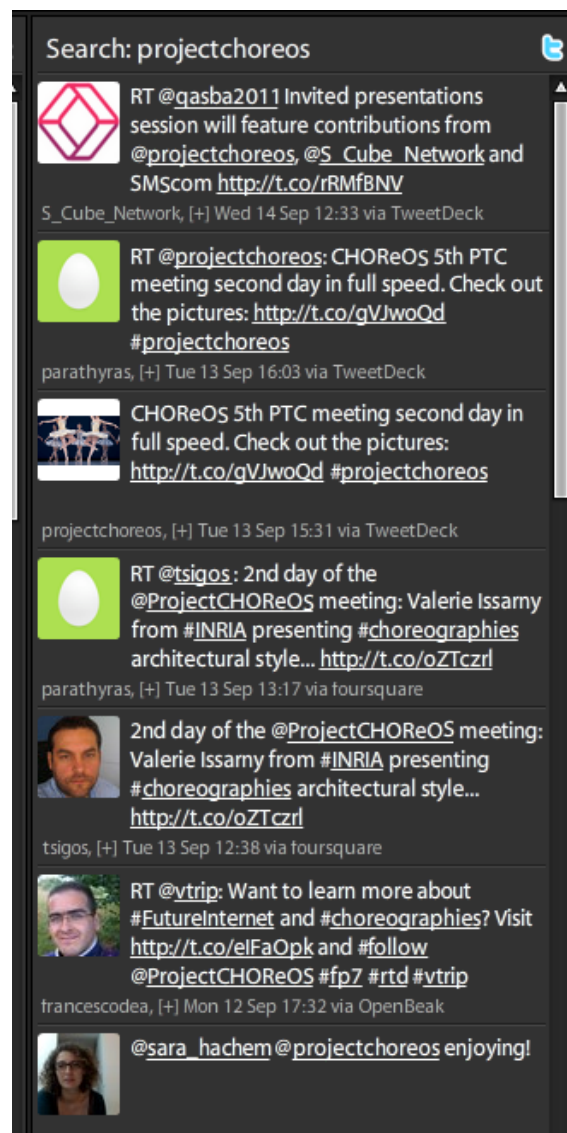 Search: projectchoreos
RT @qasba2011 Invited presentations
session will feature contributions from
@projectchoreos, @S_Cube_Network and
SMScom http://t.co/rRMfBNV
S_Cube_Network, [+] Wed 14 Sep 12:33 via TweetDeck
RT @projectchoreos: CHOReOS 5th PTC
meeting second day in full speed. Check out
the pictures: http://t.co/gVJwoQd
#projectchoreos
parathyras, [+] Tue 13 Sep 16:03 via TweetDeck
CHOReOS 5th PTC meeting second day in
full speed. Check out the pictures:
http://t.co/gVJwoQd #projectchoreos
projectchoreos, [+] Tue 13 Sep 15:31 via TweetDeck
RT @tsigos : 2nd day of the
@ProjectCHOReOS meeting: Valerie Issarny
from #INRIA presenting #choreographies
architectural style... http://t.co/oZTczrl
parathyras, [+] Tue 13 Sep 13:17 via foursquare
2nd day of the @ProjectCHOReOS meeting:
Valerie Issarny from #INRIA presenting
#choreographies architectural style...
http://t.co/oZTczrl
tsigos, [+] Tue 13 Sep 12:38 via foursquare
RT @vtrip: Want to learn more about
#FutureInternet and #choreographies? Visit
http://t.co/eIFaOpk and #follow
@ProjectCHOReOS #fp7 #rtd #vtrip
francescodea, [+] Mon 12 Sep 17:32 via OpenBeak
@sara_hachem @projectchoreos enjoying!